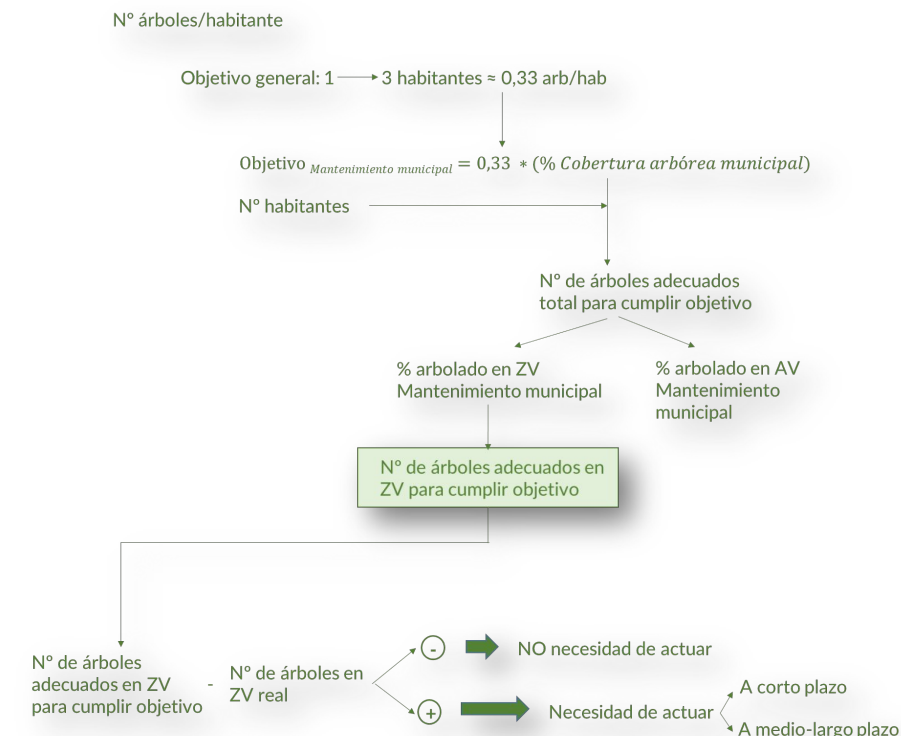 Nº árboles/habitante
Objetivo general: 1 → 3 habitantes ≈ 0,33 arb/hab
Objetivo Mantenimiento municipal = 0,33 * (% Cobertura arbórea municipal)
Nº habitantes
Nº de árboles adecuados
total para cumplir objetivo
% arbolado en ZV
Mantenimiento municipal
% arbolado en AV
Mantenimiento
municipal
Nº de árboles adecuados en
ZV para cumplir objetivo
Nº de árboles
adecuados en ZV
para cumplir objetivo
-
Nº de árboles en
ZV real
-
NO necesidad de actuar
+
Necesidad de actuar
A corto plazo
A medio-largo plazo